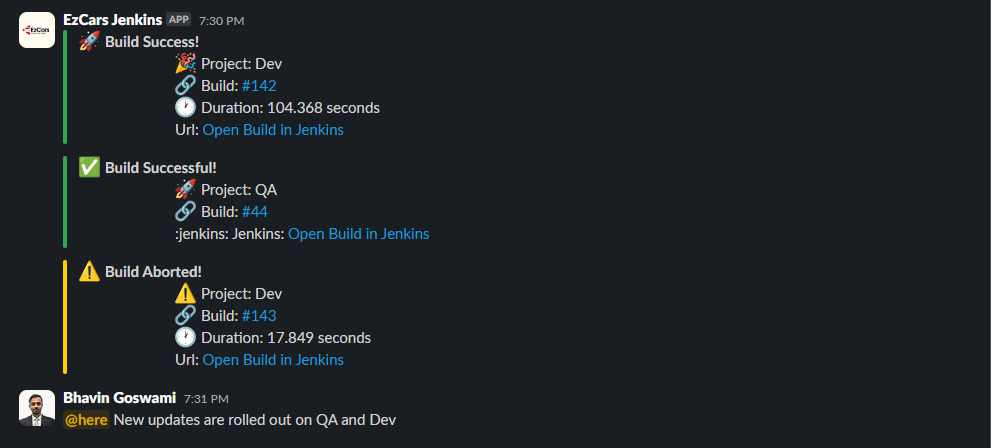 EzCars
EzCars Jenkins APP 7:30 PM
Build Success!
Project: Dev
Build: #142
Duration: 104.368 seconds
Url: Open Build in Jenkins
Build Successful!
Project: QA
Build: #44
:jenkins: Jenkins: Open Build in Jenkins
Build Aborted!
Project: Dev
Build: #143
Duration: 17.849 seconds
Url: Open Build in Jenkins
Bhavin Goswami 7:31 PM
@here New updates are rolled out on QA and Dev